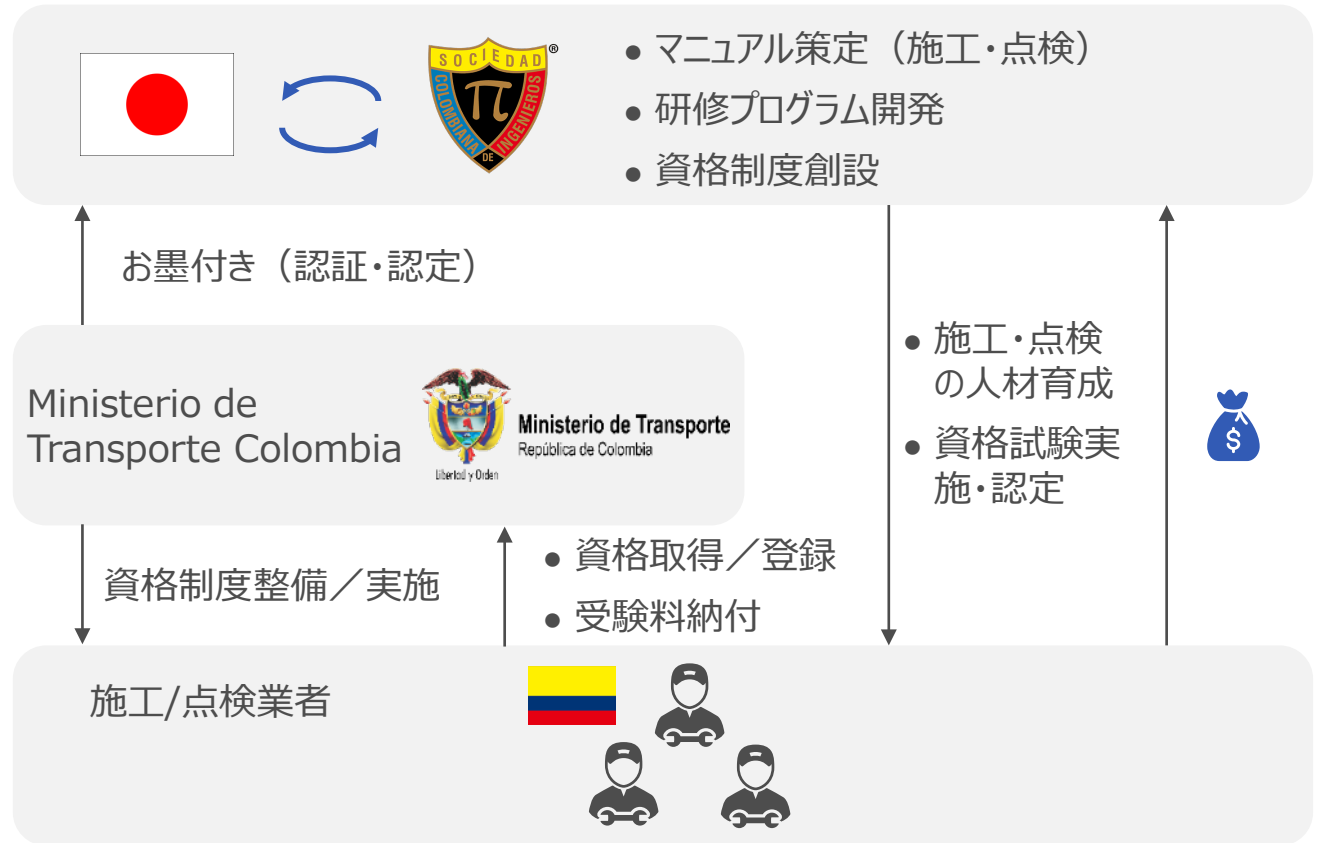 SOCIEDAD
COLOMBIANA
DE
INGENIEROS
π
®
● マニュアル策定（施工・点検）
● 研修プログラム開発
● 資格制度創設
お墨付き（認証・認定）
Ministerio de
Transporte Colombia
Libertad y Orden
Ministerio de Transporte
República de Colombia
● 施工・点検
の人材育成
● 資格試験実
施・認定
$
資格制度整備／実施
● 資格取得／登録
● 受験料納付
施工/点検業者